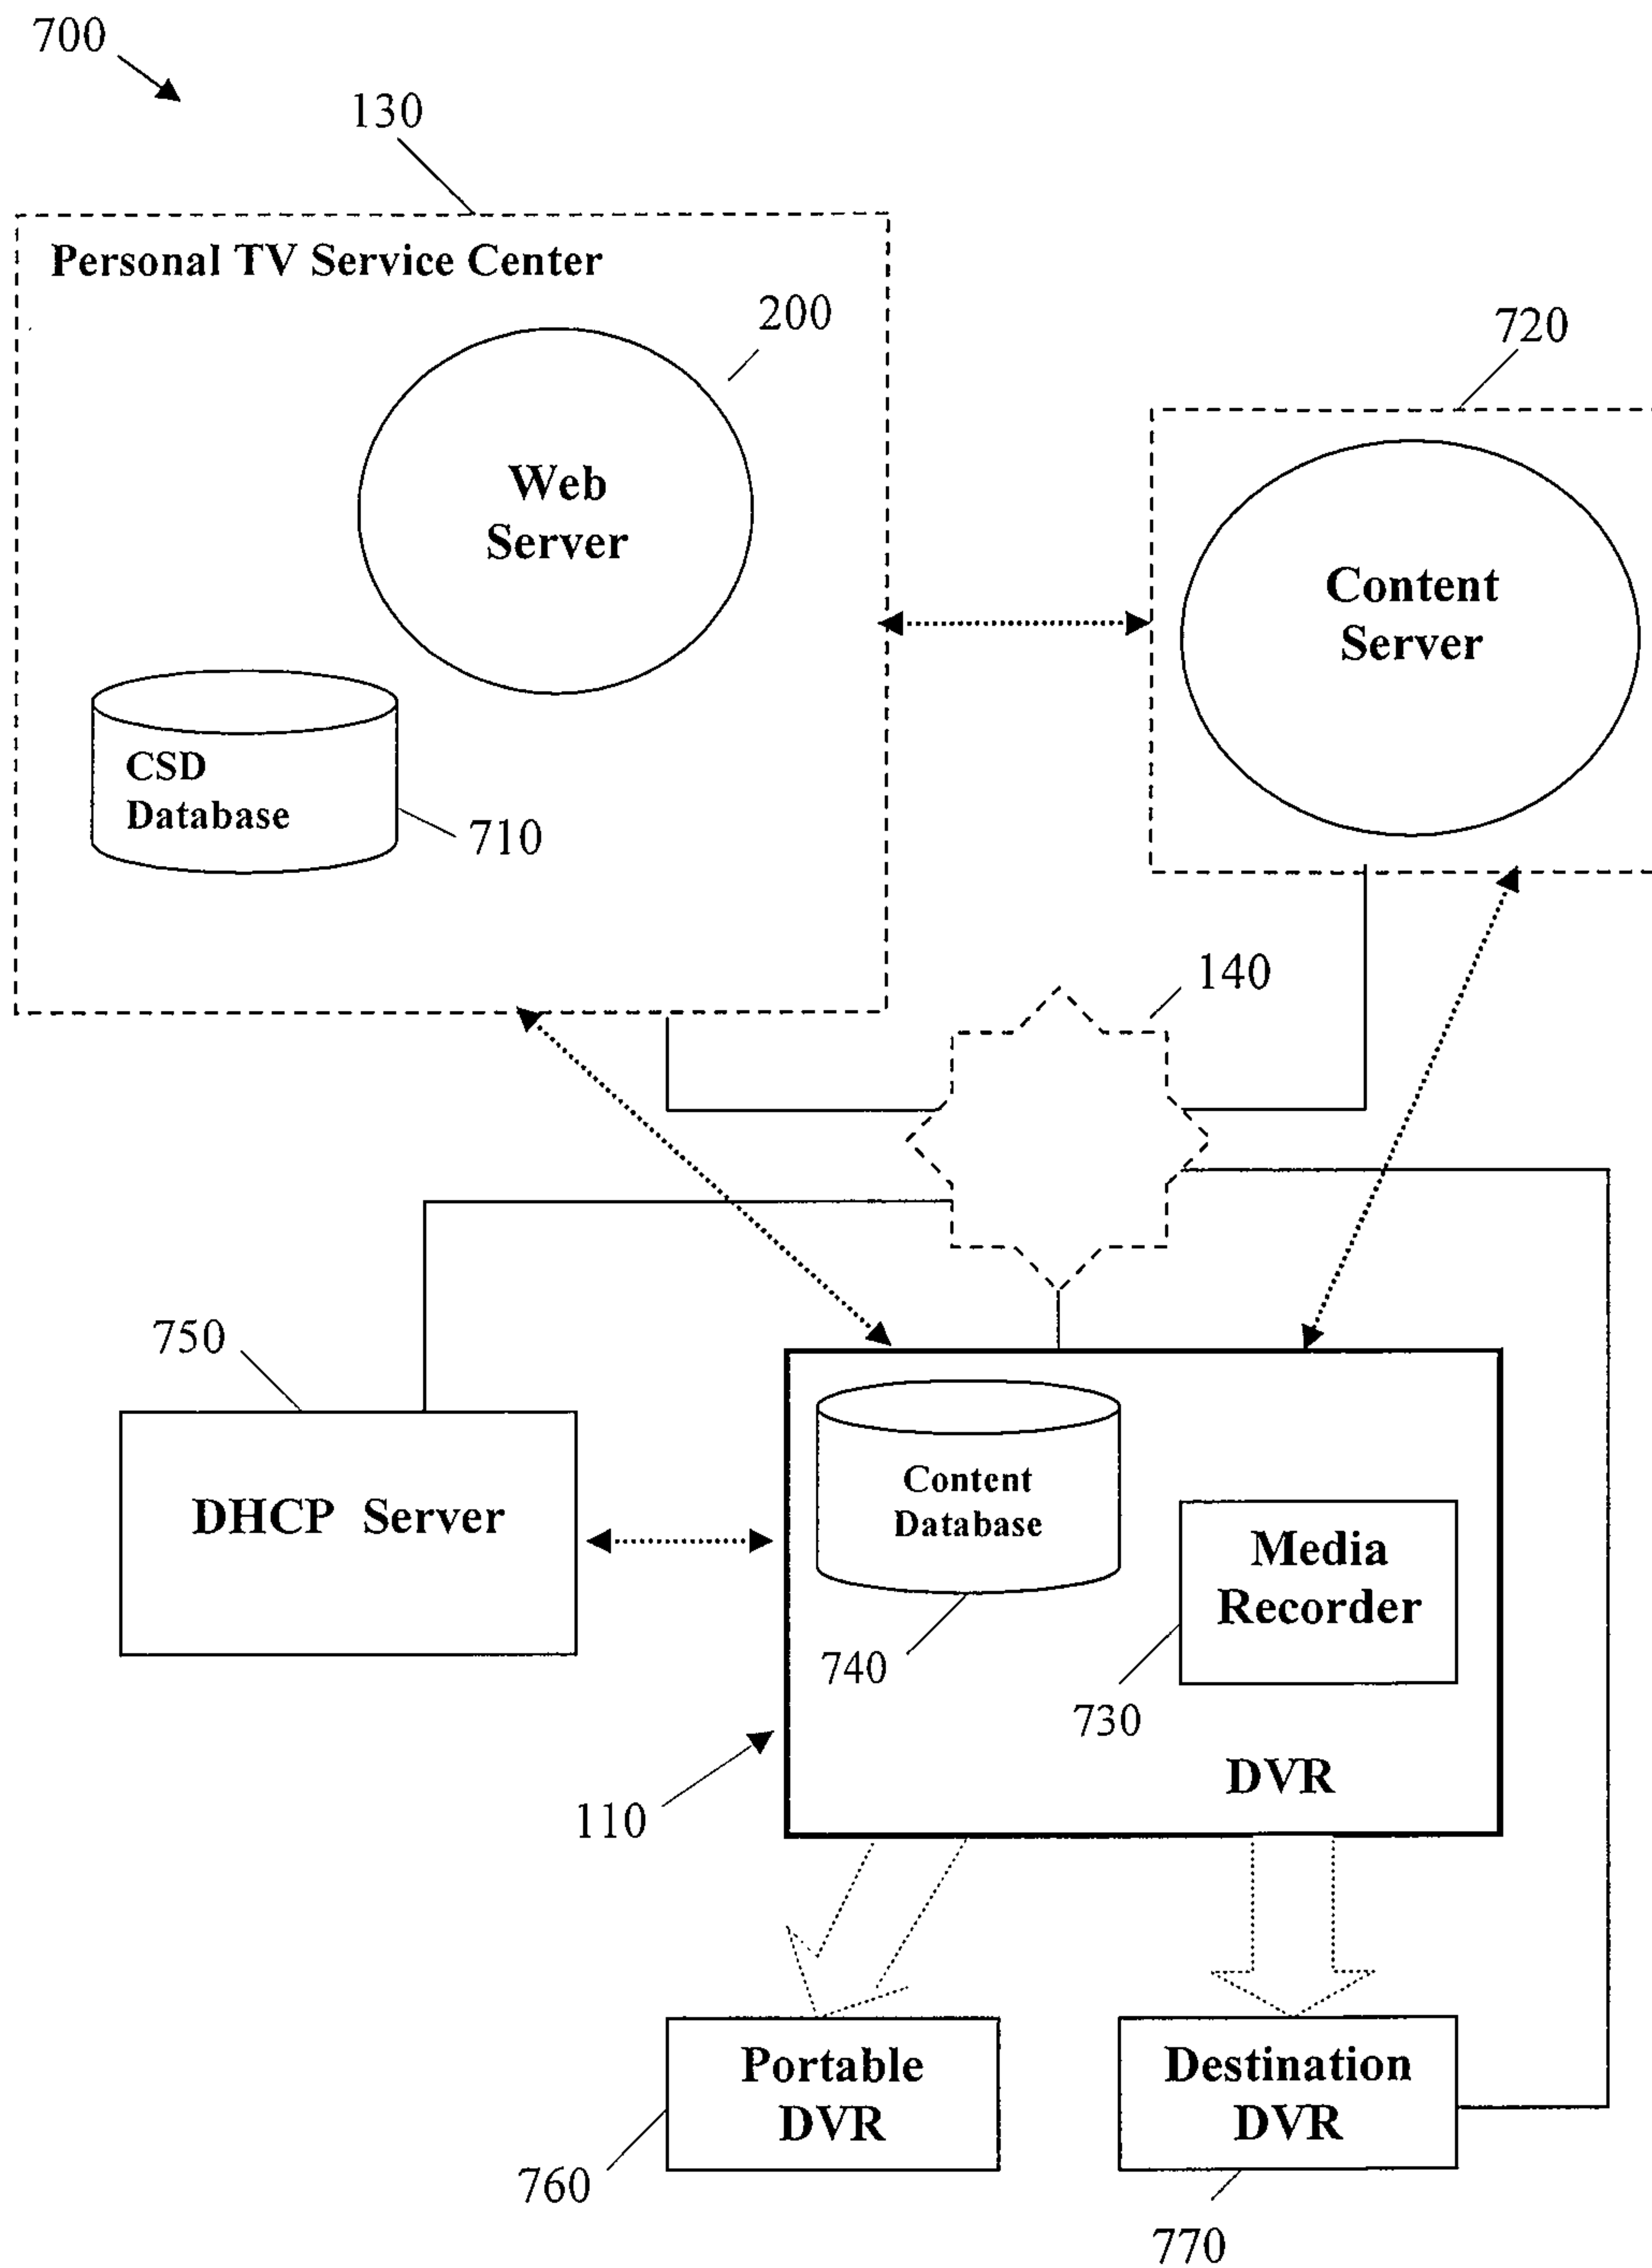 700
130
Personal TV Service Center
200
720
Web
Server
Content
Server
CSD
Database
710
140
750
DHCP Server
Content
Database
Media
Recorder
740
730
DVR
110
Portable
DVR
Destination
DVR
760
770